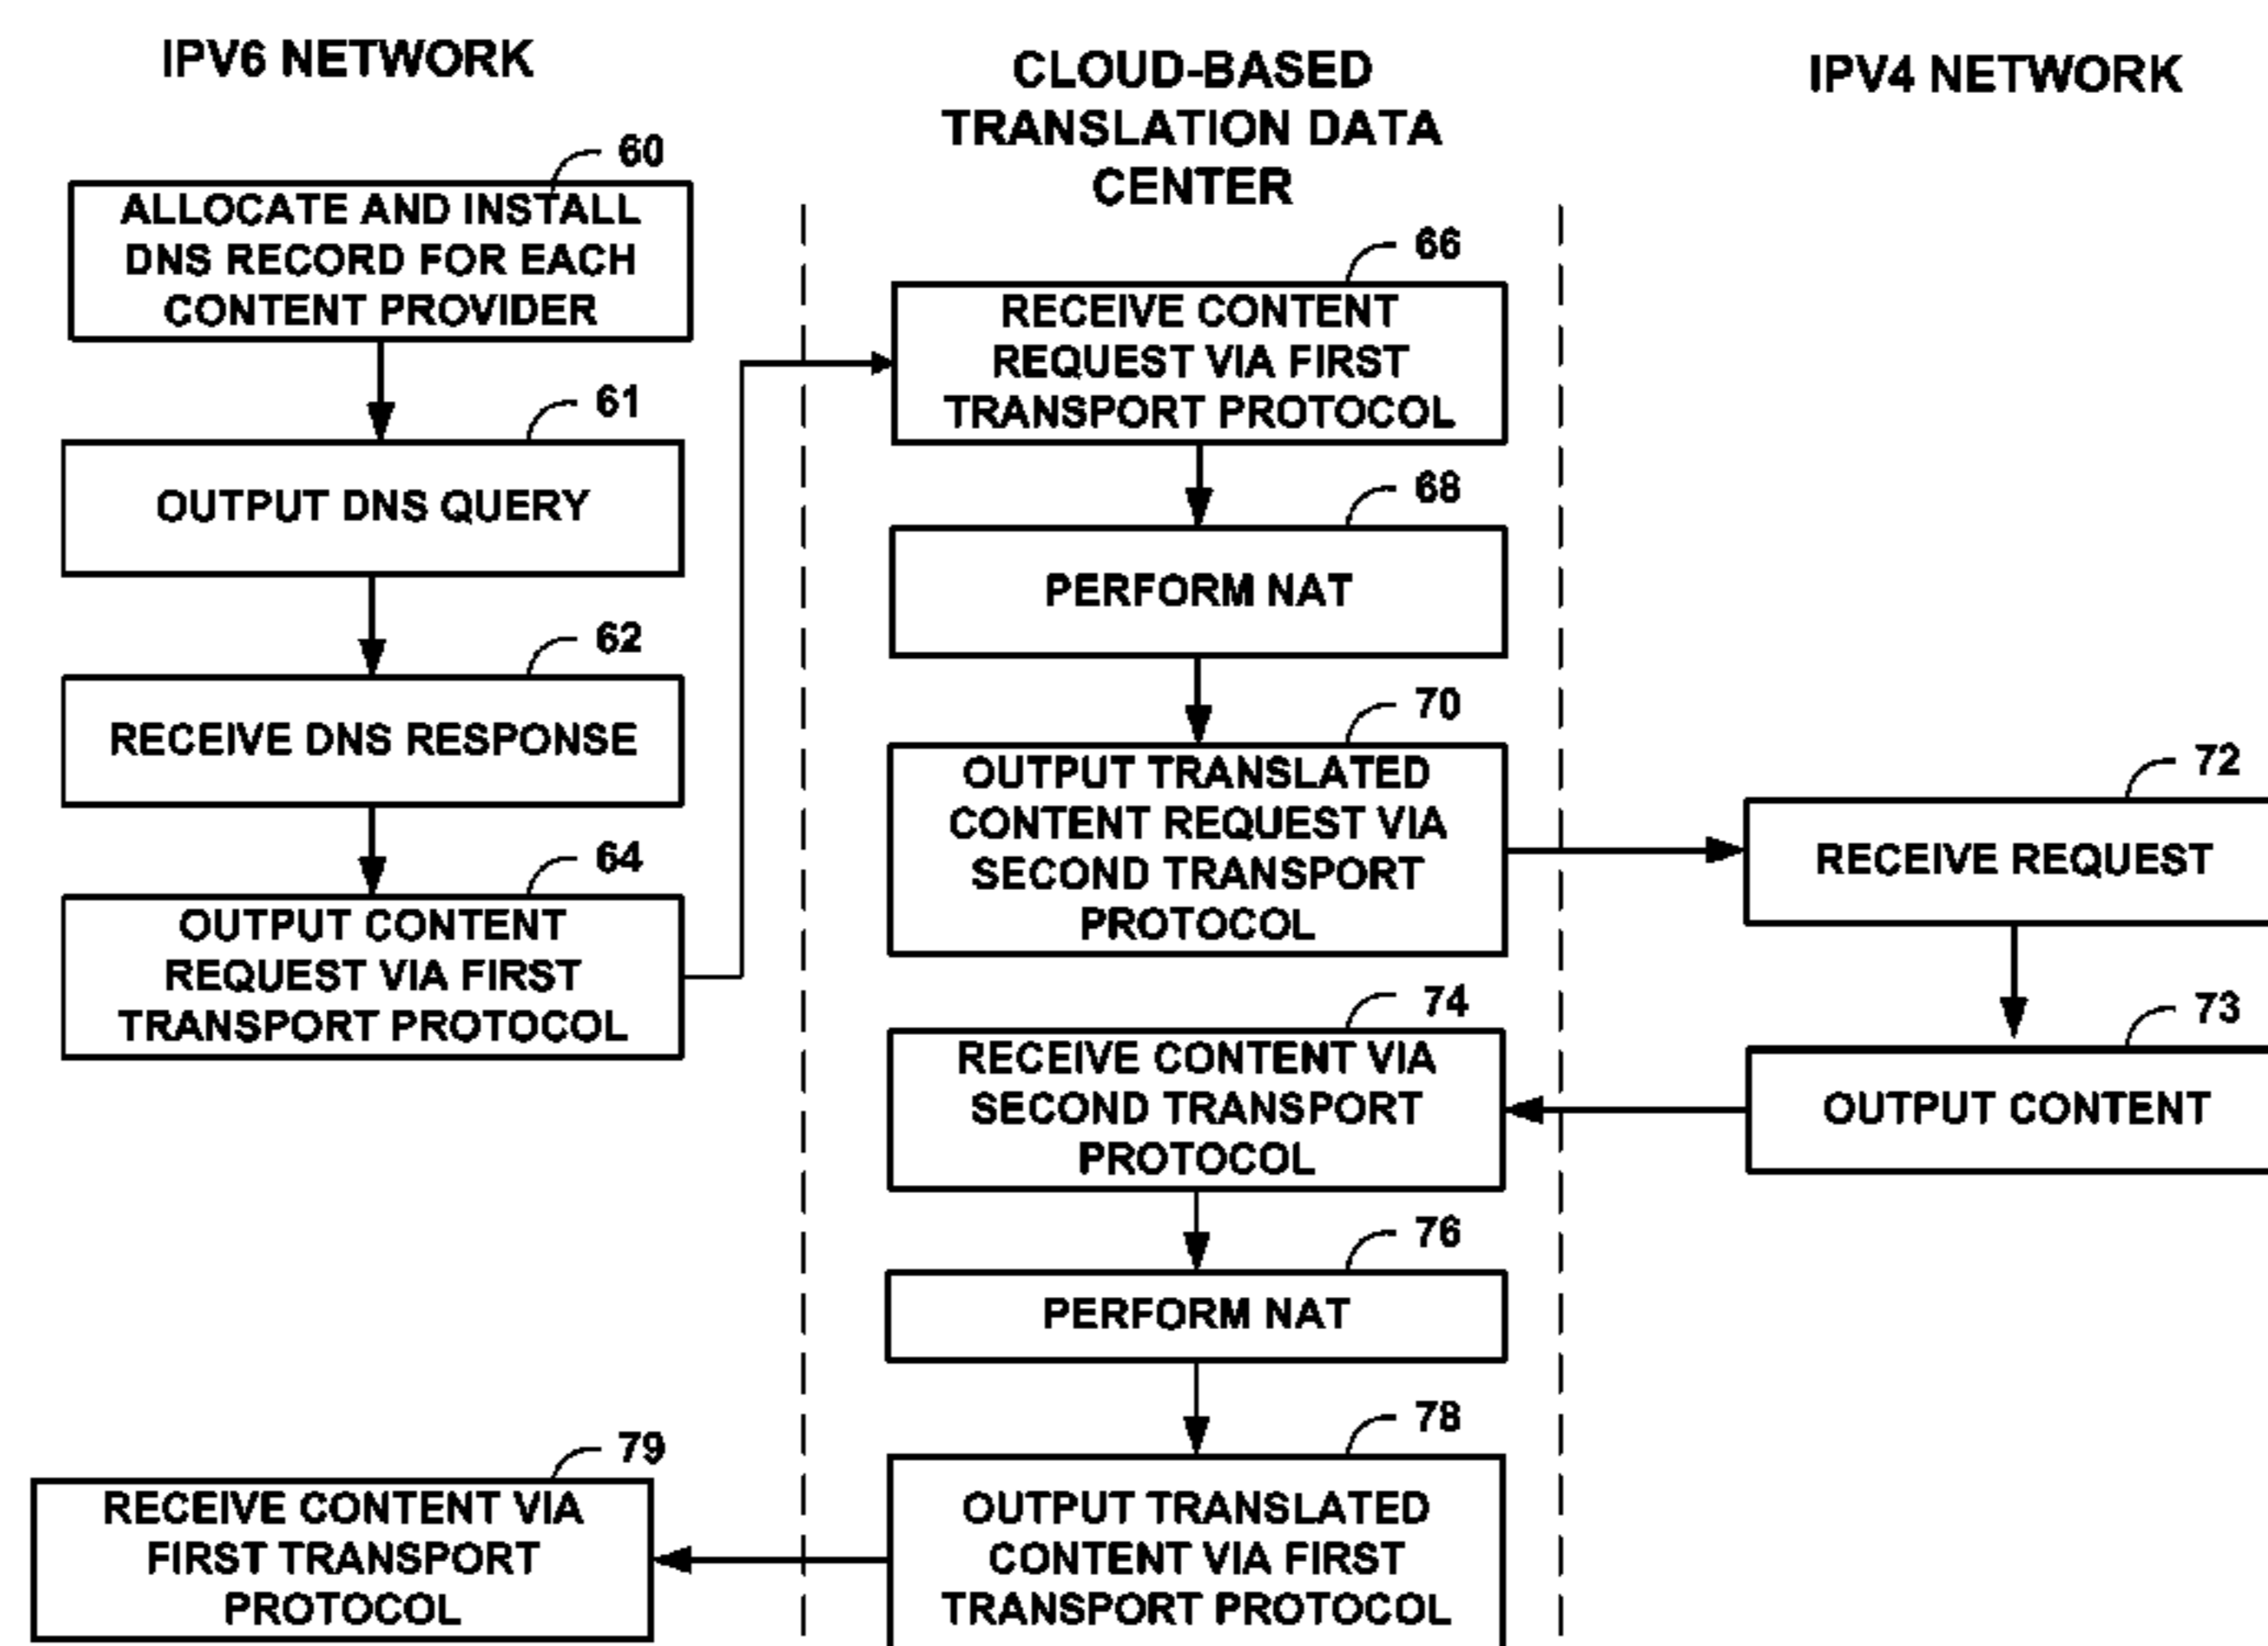 IPV6 NETWORK
CLOUD-BASED
TRANSLATION DATA
CENTER
IPV4 NETWORK
60
ALLOCATE AND INSTALL
DNS RECORD FOR EACH
CONTENT PROVIDER
61
OUTPUT DNS QUERY
62
RECEIVE DNS RESPONSE
64
OUTPUT CONTENT
REQUEST VIA FIRST
TRANSPORT PROTOCOL
66
RECEIVE CONTENT
REQUEST VIA FIRST
TRANSPORT PROTOCOL
68
PERFORM NAT
70
OUTPUT TRANSLATED
CONTENT REQUEST VIA
SECOND TRANSPORT
PROTOCOL
72
RECEIVE REQUEST
73
OUTPUT CONTENT
74
RECEIVE CONTENT VIA
SECOND TRANSPORT
PROTOCOL
76
PERFORM NAT
78
OUTPUT TRANSLATED
CONTENT VIA FIRST
TRANSPORT PROTOCOL
79
RECEIVE CONTENT VIA
FIRST TRANSPORT
PROTOCOL